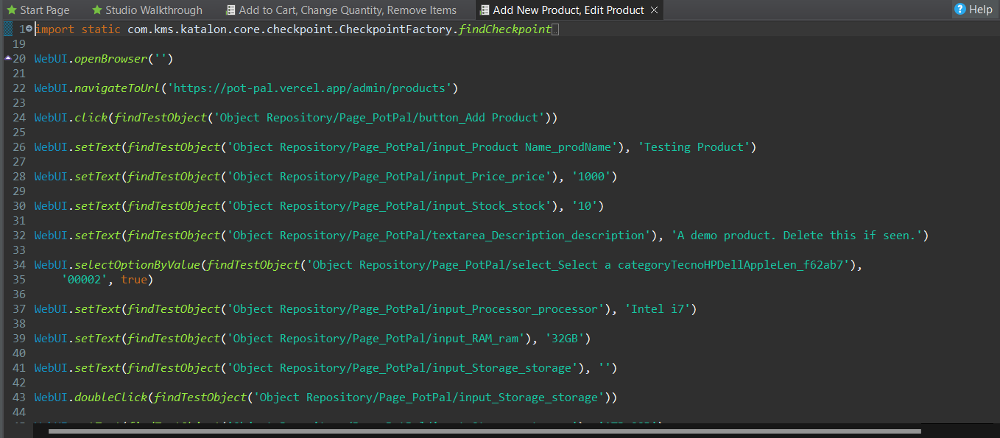 Start Page Studio Walkthrough Add to Cart, Change Quantity, Remove Items Add New Product, Edit Product Help
1 import static com.kms.katalon.core.checkpoint.CheckpointFactory.findCheckpoint
19
20 WebUI.openBrowser('')
21
22 WebUI.navigateToUrl('https://pot-pal.vercel.app/admin/products')
23
24 WebUI.click(findTestObject('Object Repository/Page_PotPal/button_Add Product'))
25
26 WebUI.setText(findTestObject('Object Repository/Page_PotPal/input_Product Name_prodName'), 'Testing Product')
27
28 WebUI.setText(findTestObject('Object Repository/Page_PotPal/input_Price_price'), '1000')
29
30 WebUI.setText(findTestObject('Object Repository/Page_PotPal/input_Stock_stock'), '10')
31
32 WebUI.setText(findTestObject('Object Repository/Page_PotPal/textarea_Description_description'), 'A demo product. Delete this if seen.')
33
34 WebUI.selectOptionByValue(findTestObject('Object Repository/Page_PotPal/select_Select a categoryTecnoHPDellAppleLen_f62ab7'),
35 '00002', true)
36
37 WebUI.setText(findTestObject('Object Repository/Page_PotPal/input_Processor_processor'), 'Intel i7')
38
39 WebUI.setText(findTestObject('Object Repository/Page_PotPal/input_RAM_ram'), '32GB')
40
41 WebUI.setText(findTestObject('Object Repository/Page_PotPal/input_Storage_storage'), '')
42
43 WebUI.doubleClick(findTestObject('Object Repository/Page_PotPal/input_Storage_storage'))
44